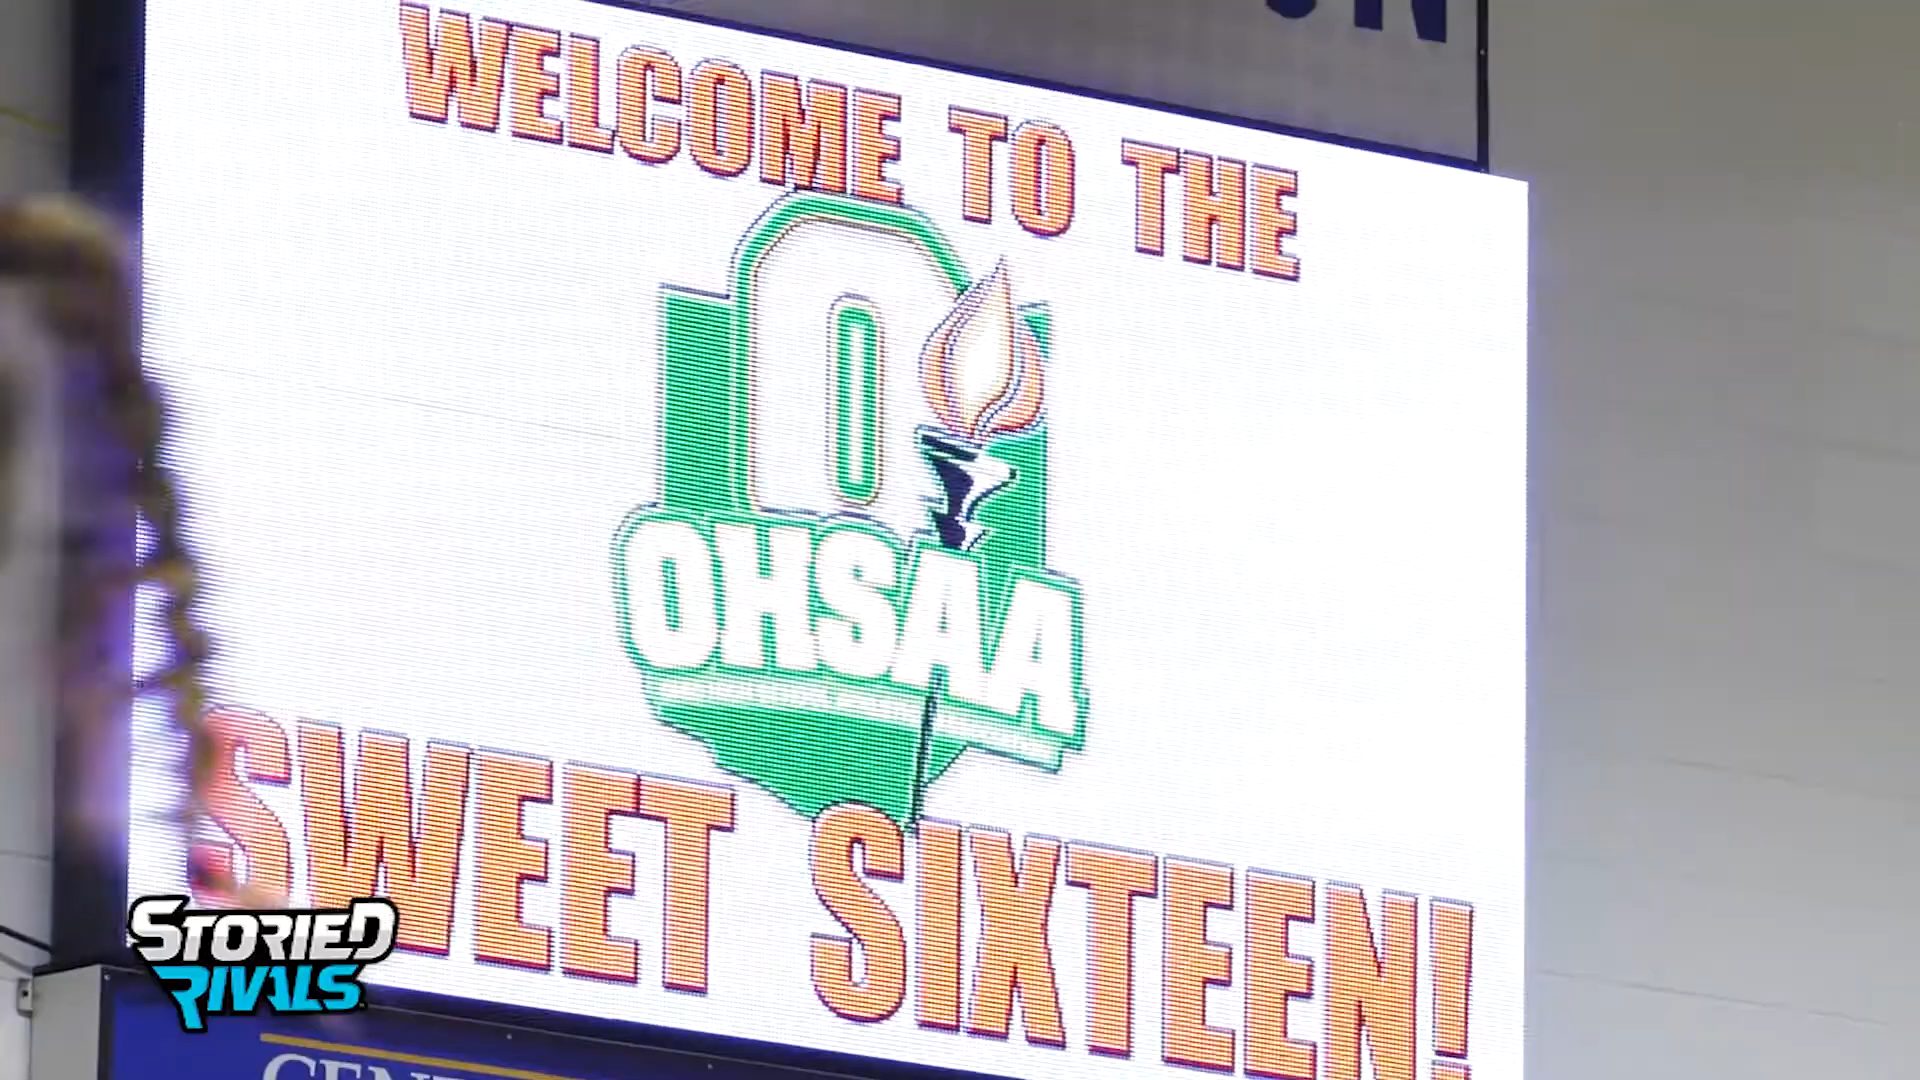 WELCOME TO THE
OHSAA
SWEET SIXTEEN!
STORIED
RIVALS